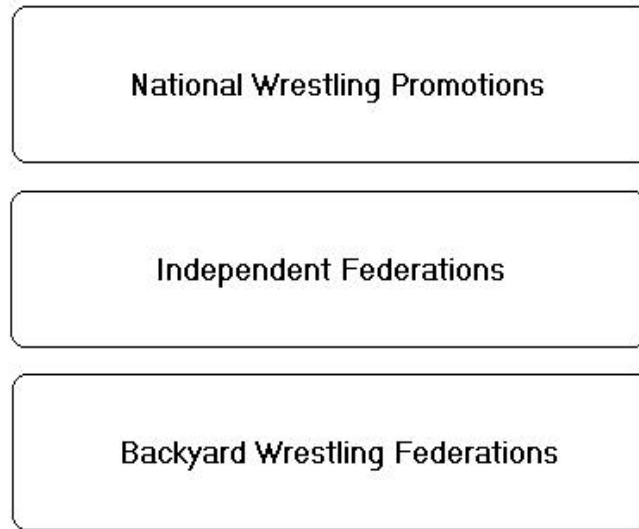 National Wrestling Promotions
Independent Federations
Backyard Wrestling Federations